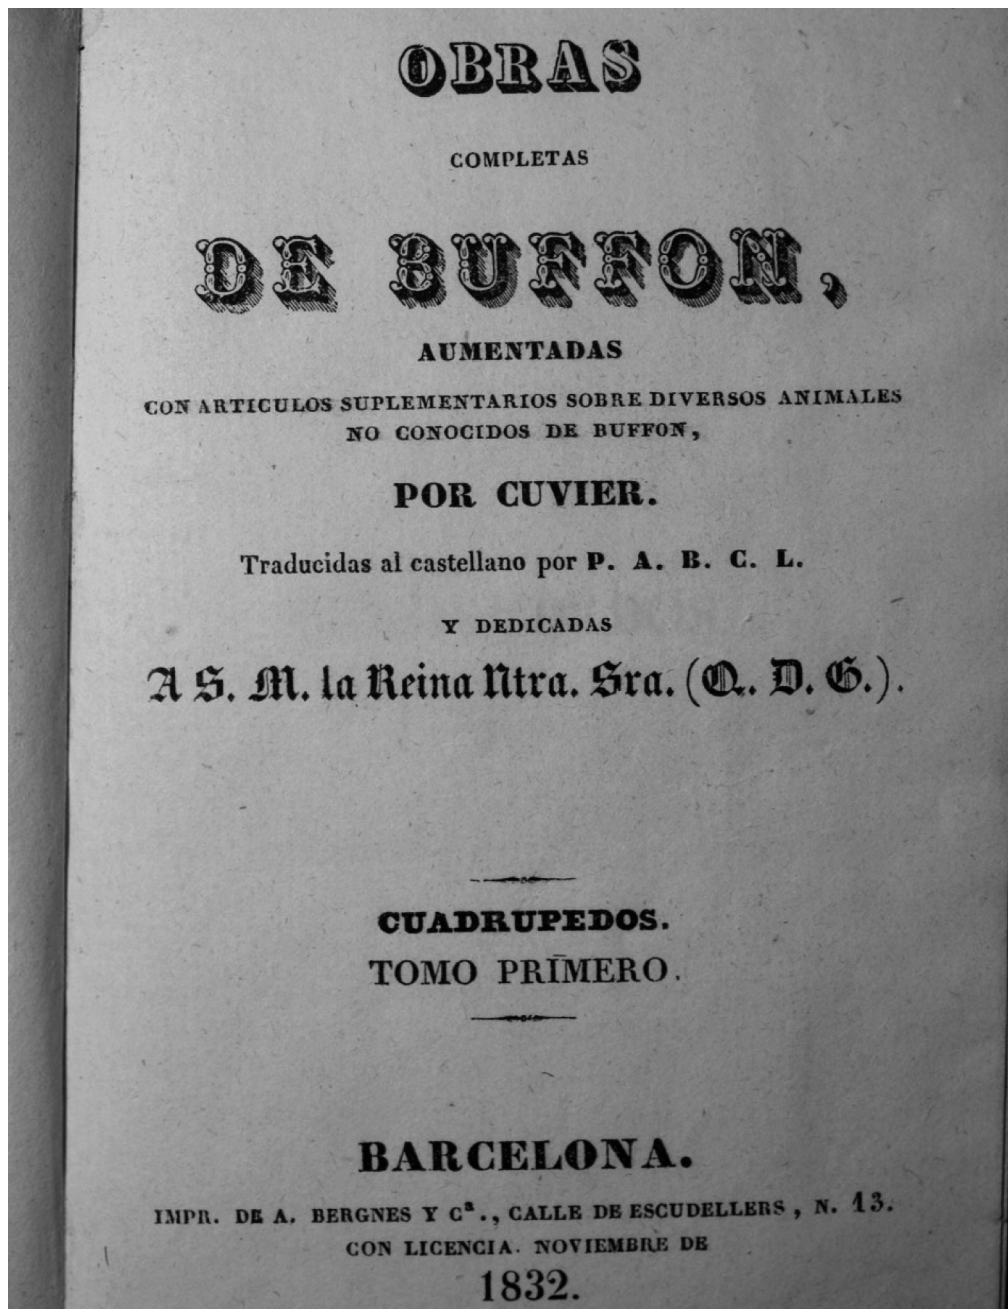 OBRAS
COMPLETAS
DE BUFFON,
AUMENTADAS
CON ARTICULOS SUPLEMENTARIOS SOBRE DIVERSOS ANIMALES
NO CONOCIDOS DE BUFFON,
POR CUVIER.
Traducidas al castellano por P. A. B. C. L.
Y DEDICADAS
A S. M. la Reina Ntra. Sra. (Q. D. G.).
CUADRUPEDOS.
TOMO PRIMERO.
BARCELONA.
IMPR. DE A. BERGNES Y Cª., CALLE DE ESCUDELLERS, N. 13.
CON LICENCIA. NOVIEMBRE DE
1832.